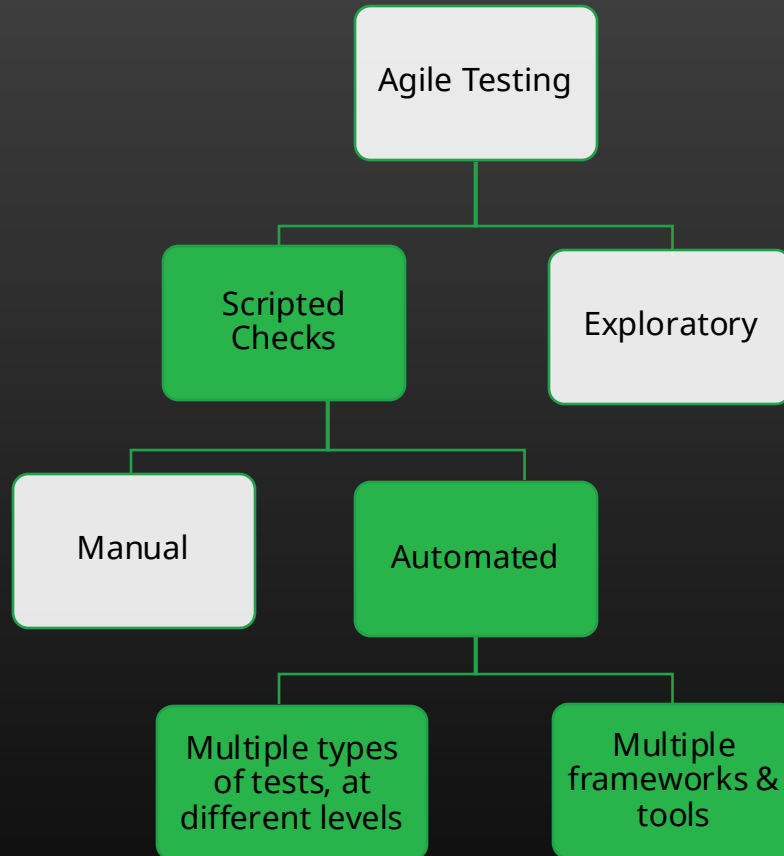 Agile Testing
Scripted
Checks
Exploratory
Manual
Automated
Multiple types
of tests, at
different levels
Multiple
frameworks &
tools